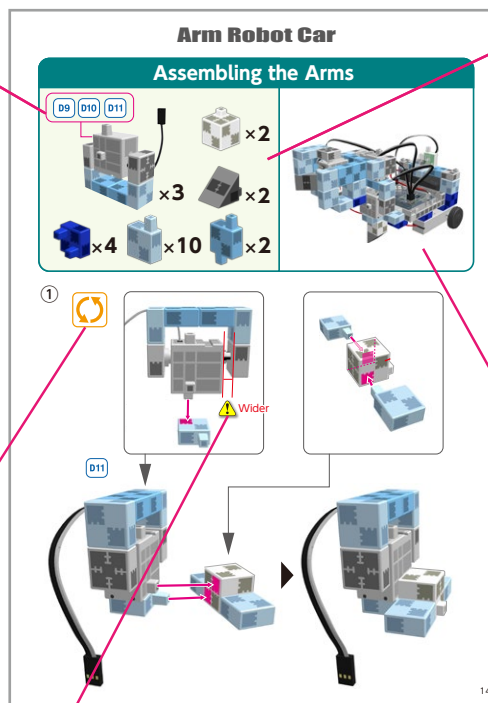 Arm Robot Car
Assembling the Arms
D9 D10 D11
×2
×3
×2
×4
×10
×2
①
Wider
D11
14